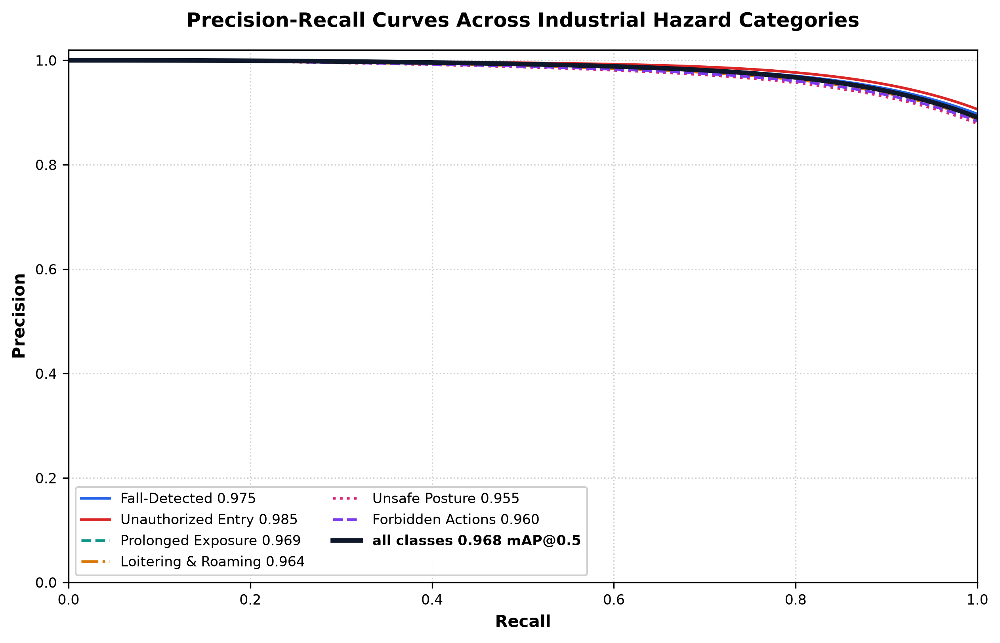 Precision-Recall Curves Across Industrial Hazard Categories
Precision
1.0
0.8
0.6
0.4
0.2
0.0
Fall-Detected 0.975
Unauthorized Entry 0.985
Prolonged Exposure 0.969
Loitering & Roaming 0.964
Unsafe Posture 0.955
Forbidden Actions 0.960
all classes 0.968 mAP@0.5
0.0 0.2 0.4 0.6 0.8 1.0
Recall